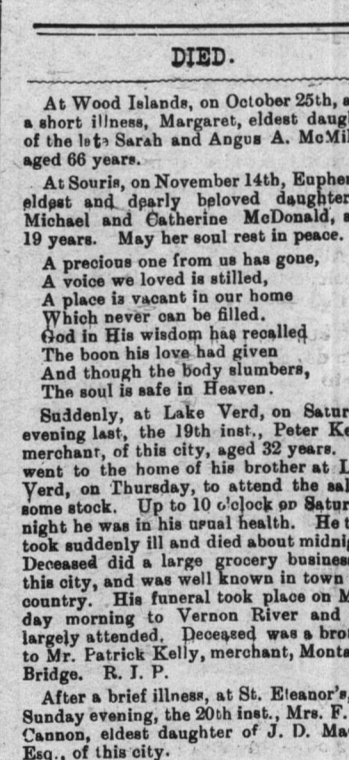 DIED.
At Wood Islands, on October 25th, a
a short illness, Margaret, eldest daug
of the late Sarah and Angus A. McMil
aged 66 years.
At Souris, on November 14th, Euphe
eldest and dearly beloved daughter
Michael and Catherine McDonald, a
19 years. May her soul rest in peace.
A precious one from us has gone,
A voice we loved is stilled,
A place is vacant in our home
Which never can be filled.
God in His wisdom has recalled
The boon his love had given
And though the body slumbers,
The soul is safe in Heaven.
Suddenly, at Lake Verd, on Satur
evening last, the 19th inst., Peter Ke
merchant, of this city, aged 32 years.
went to the home of his brother at L
Verd, on Thursday, to attend the sal
some stock. Up to 10 o'clock on Satur
night he was in his usual health. He t
took suddenly ill and died about midnig
Deceased did a large grocery busines
this city, and was well known in town
country. His funeral took place on M
day morning to Vernon River and
largely attended. Deceased was a bro
to Mr. Patrick Kelly, merchant, Monta
Bridge. R. I. P.
After a brief illness, at St. Eleanor's,
Sunday evening, the 20th inst., Mrs. F.
Cannon, eldest daughter of J. D. Ma
Esq., of this city.